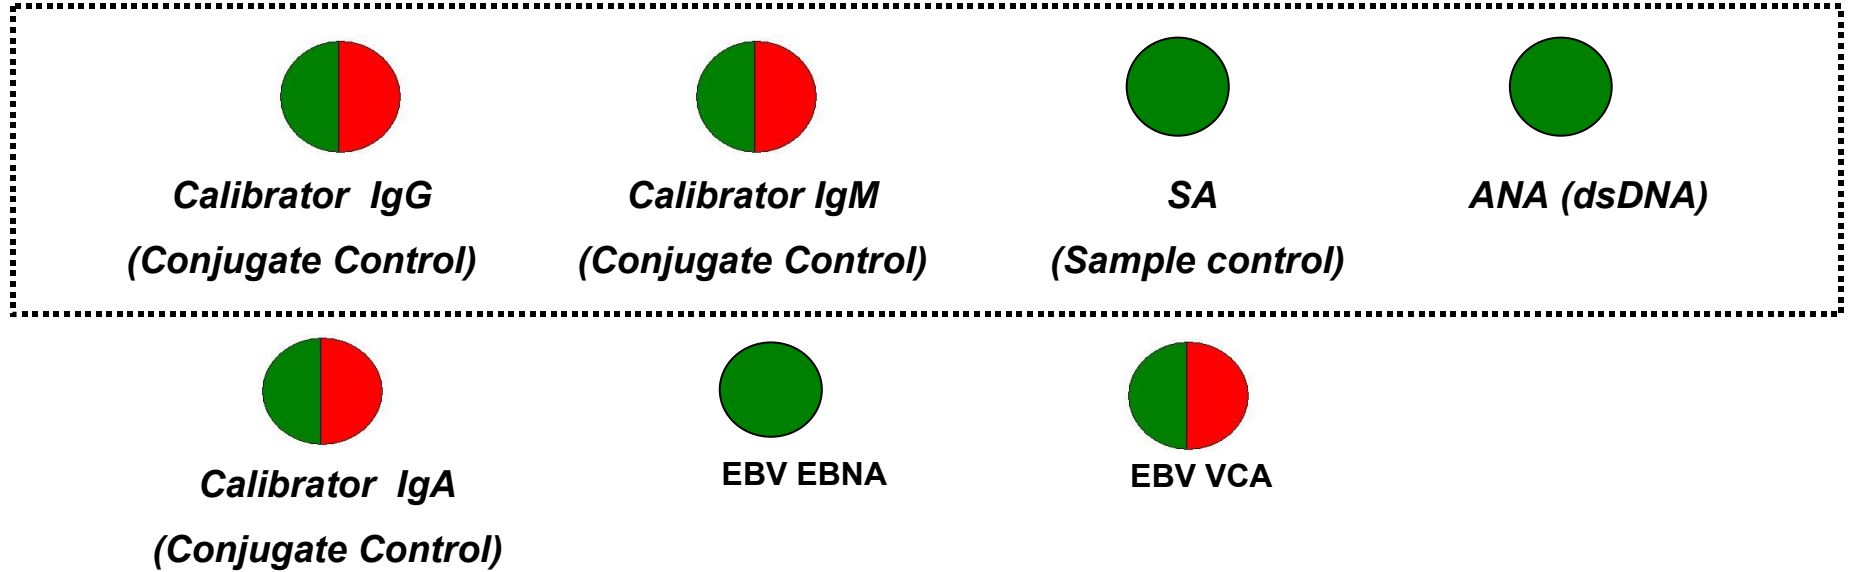 Calibrator IgG
(Conjugate Control)
Calibrator IgM
(Conjugate Control)
SA
(Sample control)
ANA (dsDNA)
Calibrator IgA
(Conjugate Control)
EBV EBNA
EBV VCA